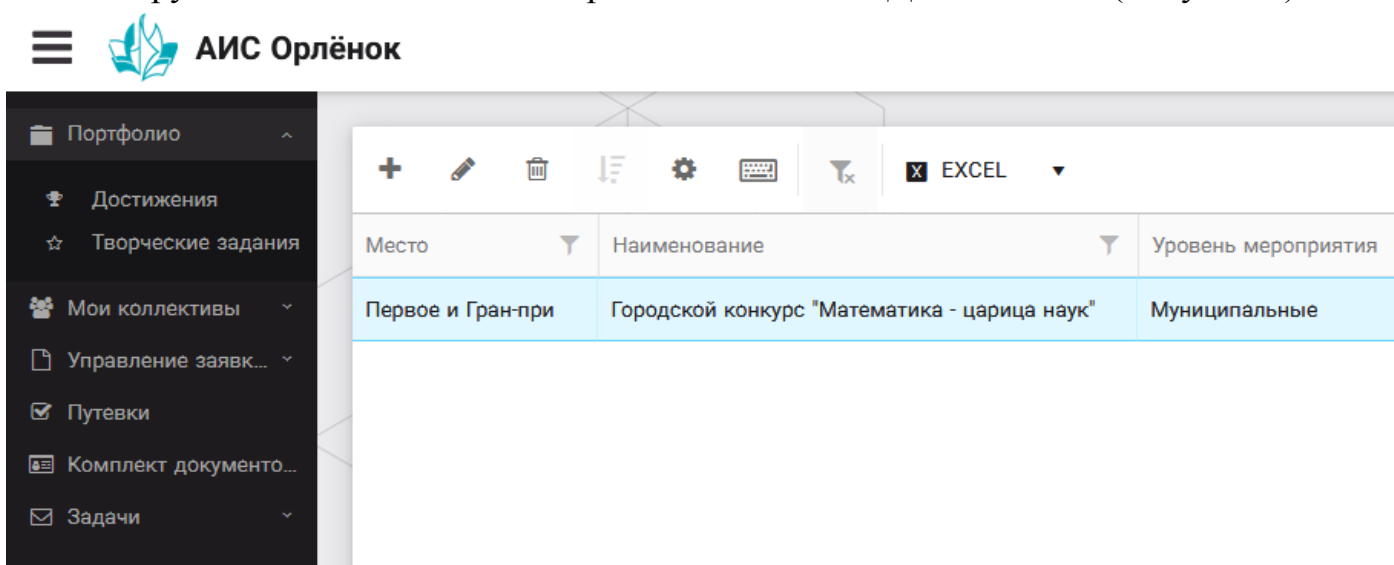 АИС Орлёнок
Портфолио
Достижения
Творческие задания
Мои коллективы
Управление заявк...
Путевки
Комплект документо...
Задачи
EXCEL
Место Наименование Уровень мероприятия
Первое и Гран-при Городской конкурс "Математика - царица наук" Муниципальные